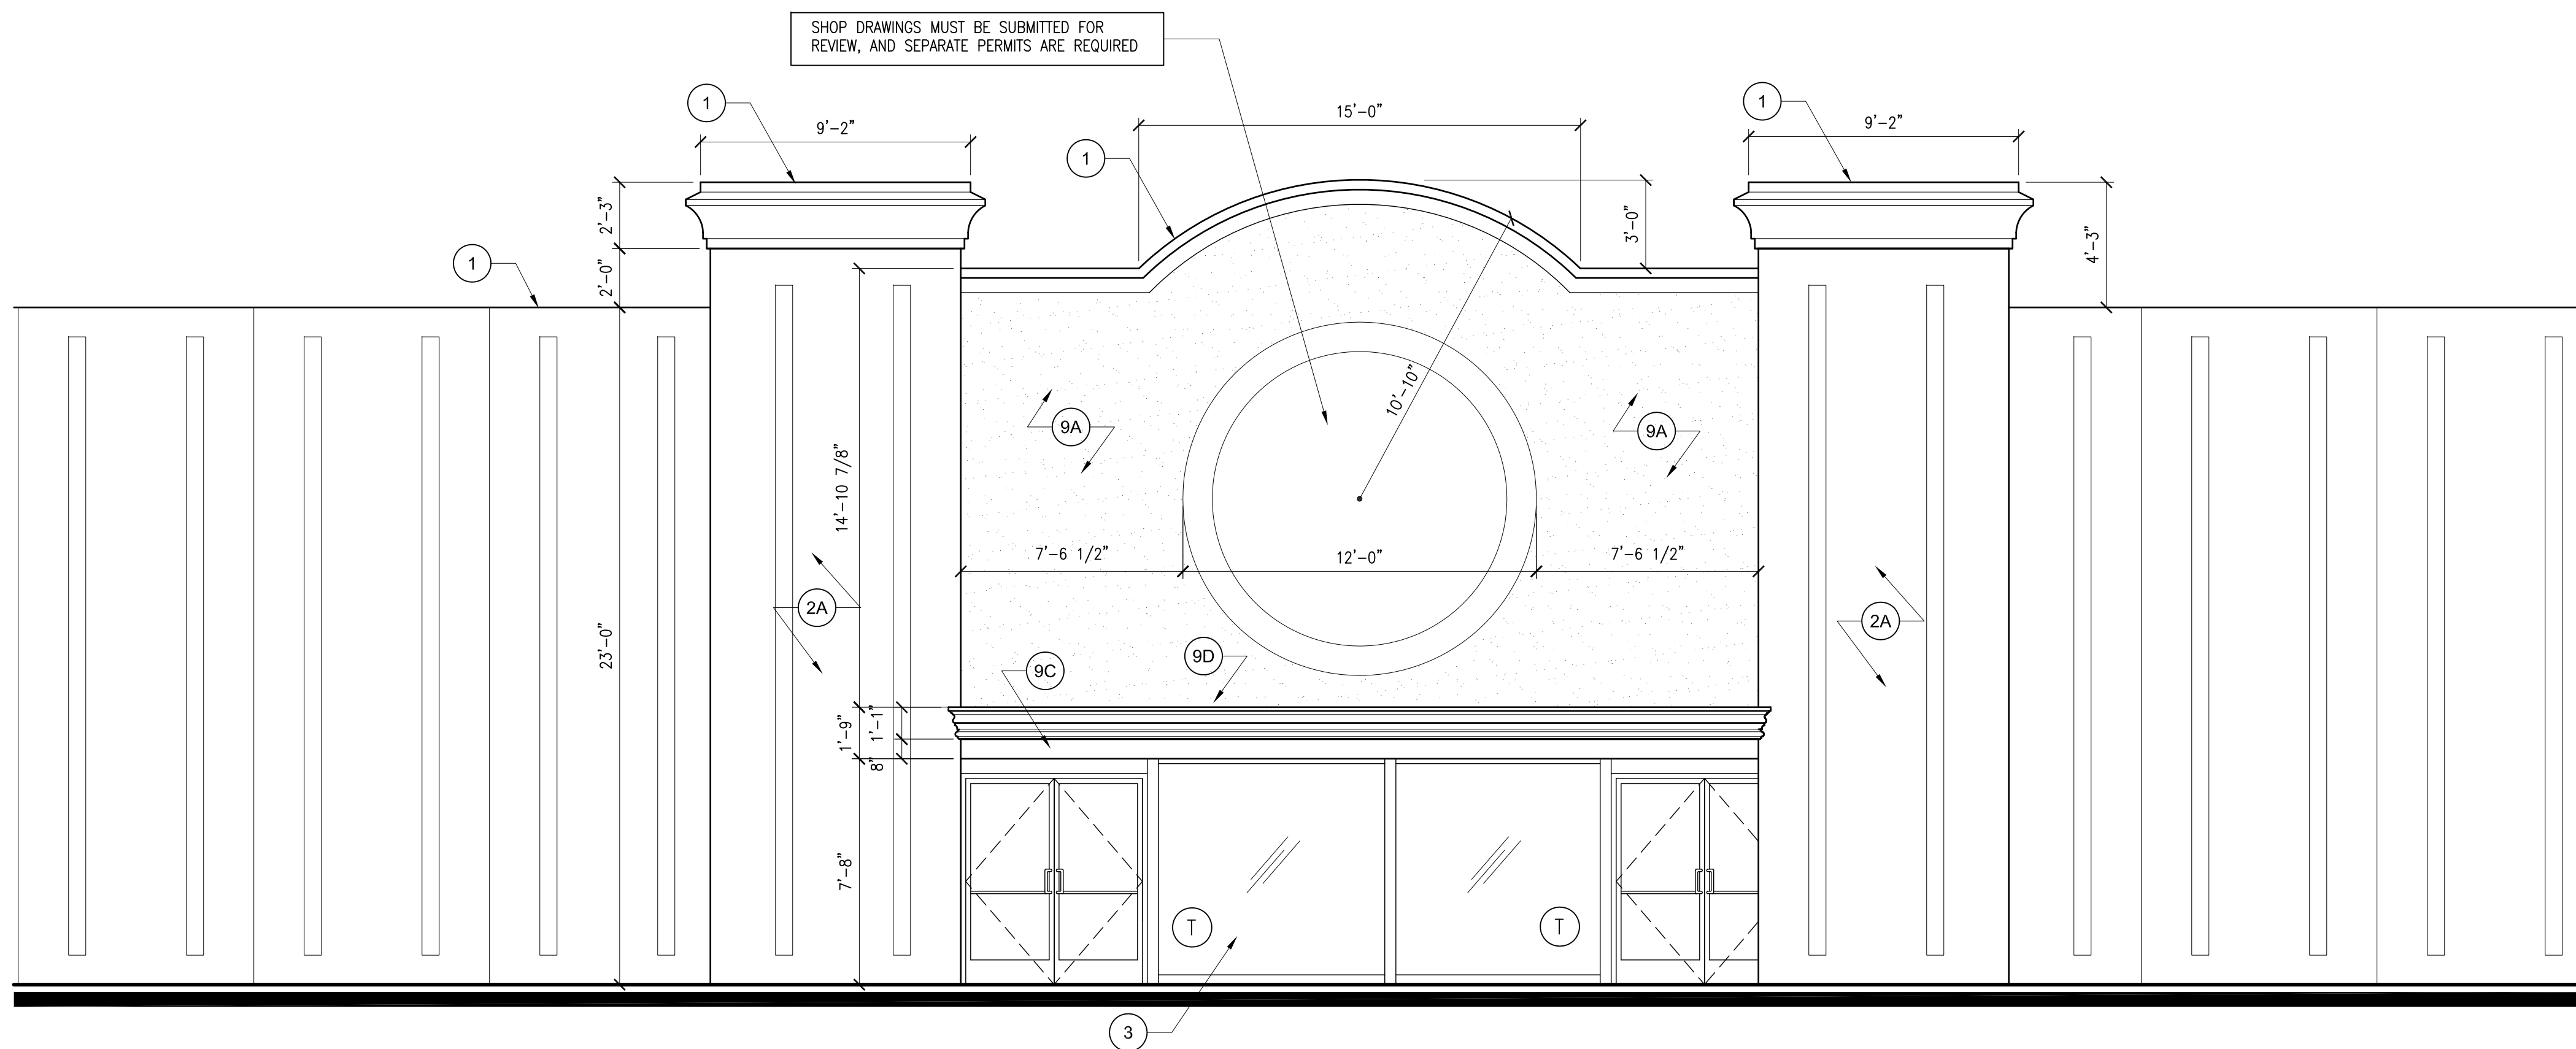 SHOP DRAWINGS MUST BE SUBMITTED FOR
REVIEW, AND SEPARATE PERMITS ARE REQUIRED
1
9'-2"
15'-0"
1
9'-2"
1
1
2'-3"
2'-0"
3'-0"
4'-3"
10'-10"
9A
9A
14'-10 7/8"
7'-6 1/2"
12'-0"
7'-6 1/2"
2A
2A
23'-0"
9C
9D
1'-9"
1'-1"
8"
7'-8"
T
T
3